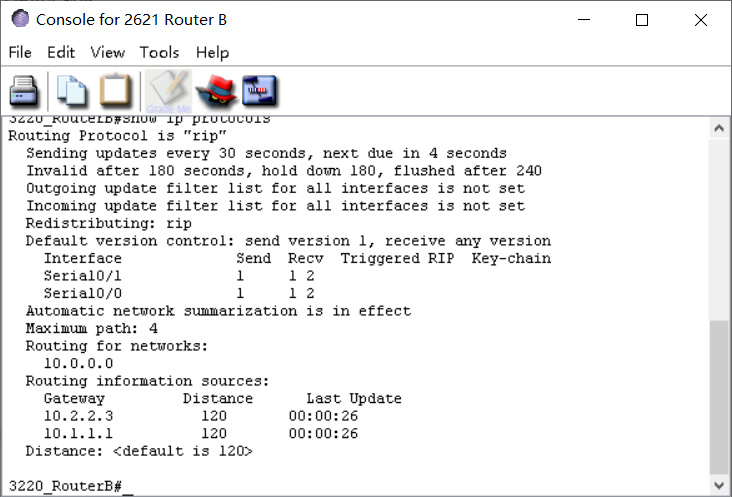 Console for 2621 Router B
File Edit View Tools Help
Grade Me
3220_RouterB#show ip protocols
Routing Protocol is "rip"
Sending updates every 30 seconds, next due in 4 seconds
Invalid after 180 seconds, hold down 180, flushed after 240
Outgoing update filter list for all interfaces is not set
Incoming update filter list for all interfaces is not set
Redistributing: rip
Default version control: send version 1, receive any version
Interface Send Recv Triggered RIP Key-chain
Serial0/1 1 1 2
Serial0/0 1 1 2
Automatic network summarization is in effect
Maximum path: 4
Routing for networks:
10.0.0.0
Routing information sources:
Gateway Distance Last Update
10.2.2.3 120 00:00:26
10.1.1.1 120 00:00:26
Distance: <default is 120>
3220_RouterB#_